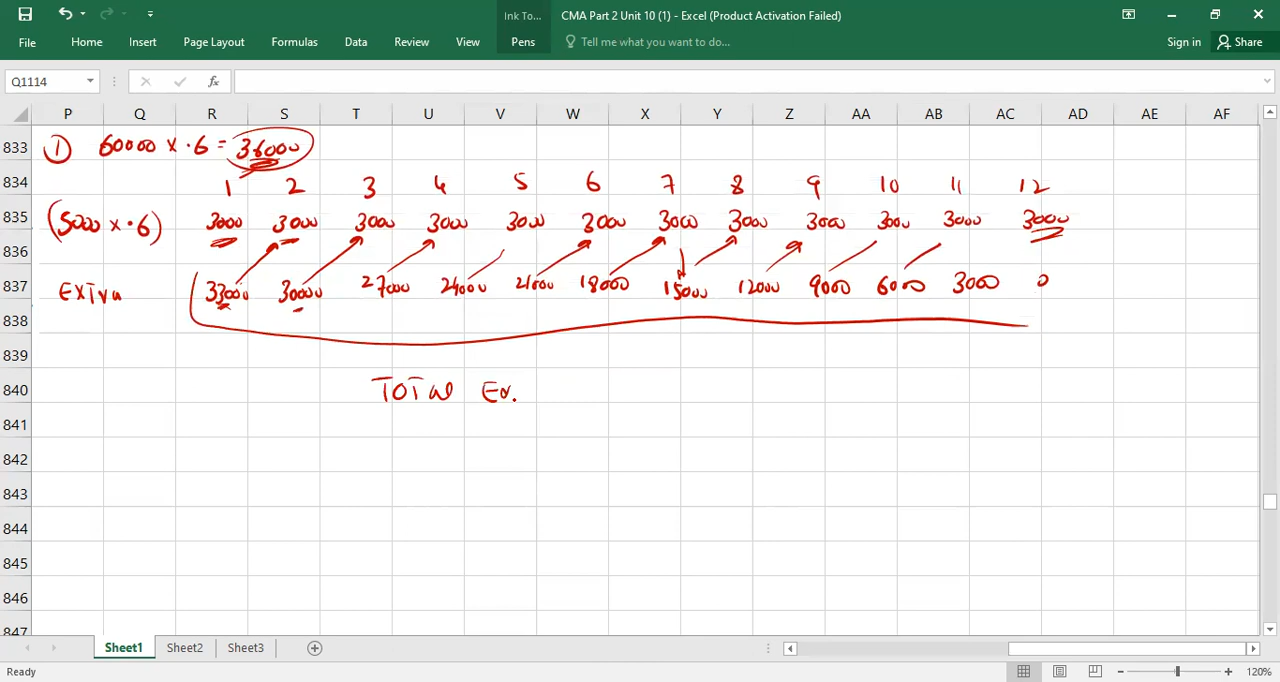 CMA Part 2 Unit 10 (1) - Excel (Product Activation Failed)
Ink To...
File Home Insert Page Layout Formulas Data Review View Pens Tell me what you want to do... Sign in Share
Q1114 fx
P Q R S T U V W X Y Z AA AB AC AD AE AF
833 ① 60000 x .6 = 36000
834 1 2 3 4 5 6 7 8 9 10 11 12
835 (5000 x .6) 3000 3000 3000 3000 3000 3000 3000 3000 3000 3000 3000 3000
836
837 Extra 33000 30000 27000 24000 21000 18000 15000 12000 9000 6000 3000 0
838
839
840 TOTAL Ex.
841
842
843
844
845
846
847
Sheet1 Sheet2 Sheet3
Ready 120%